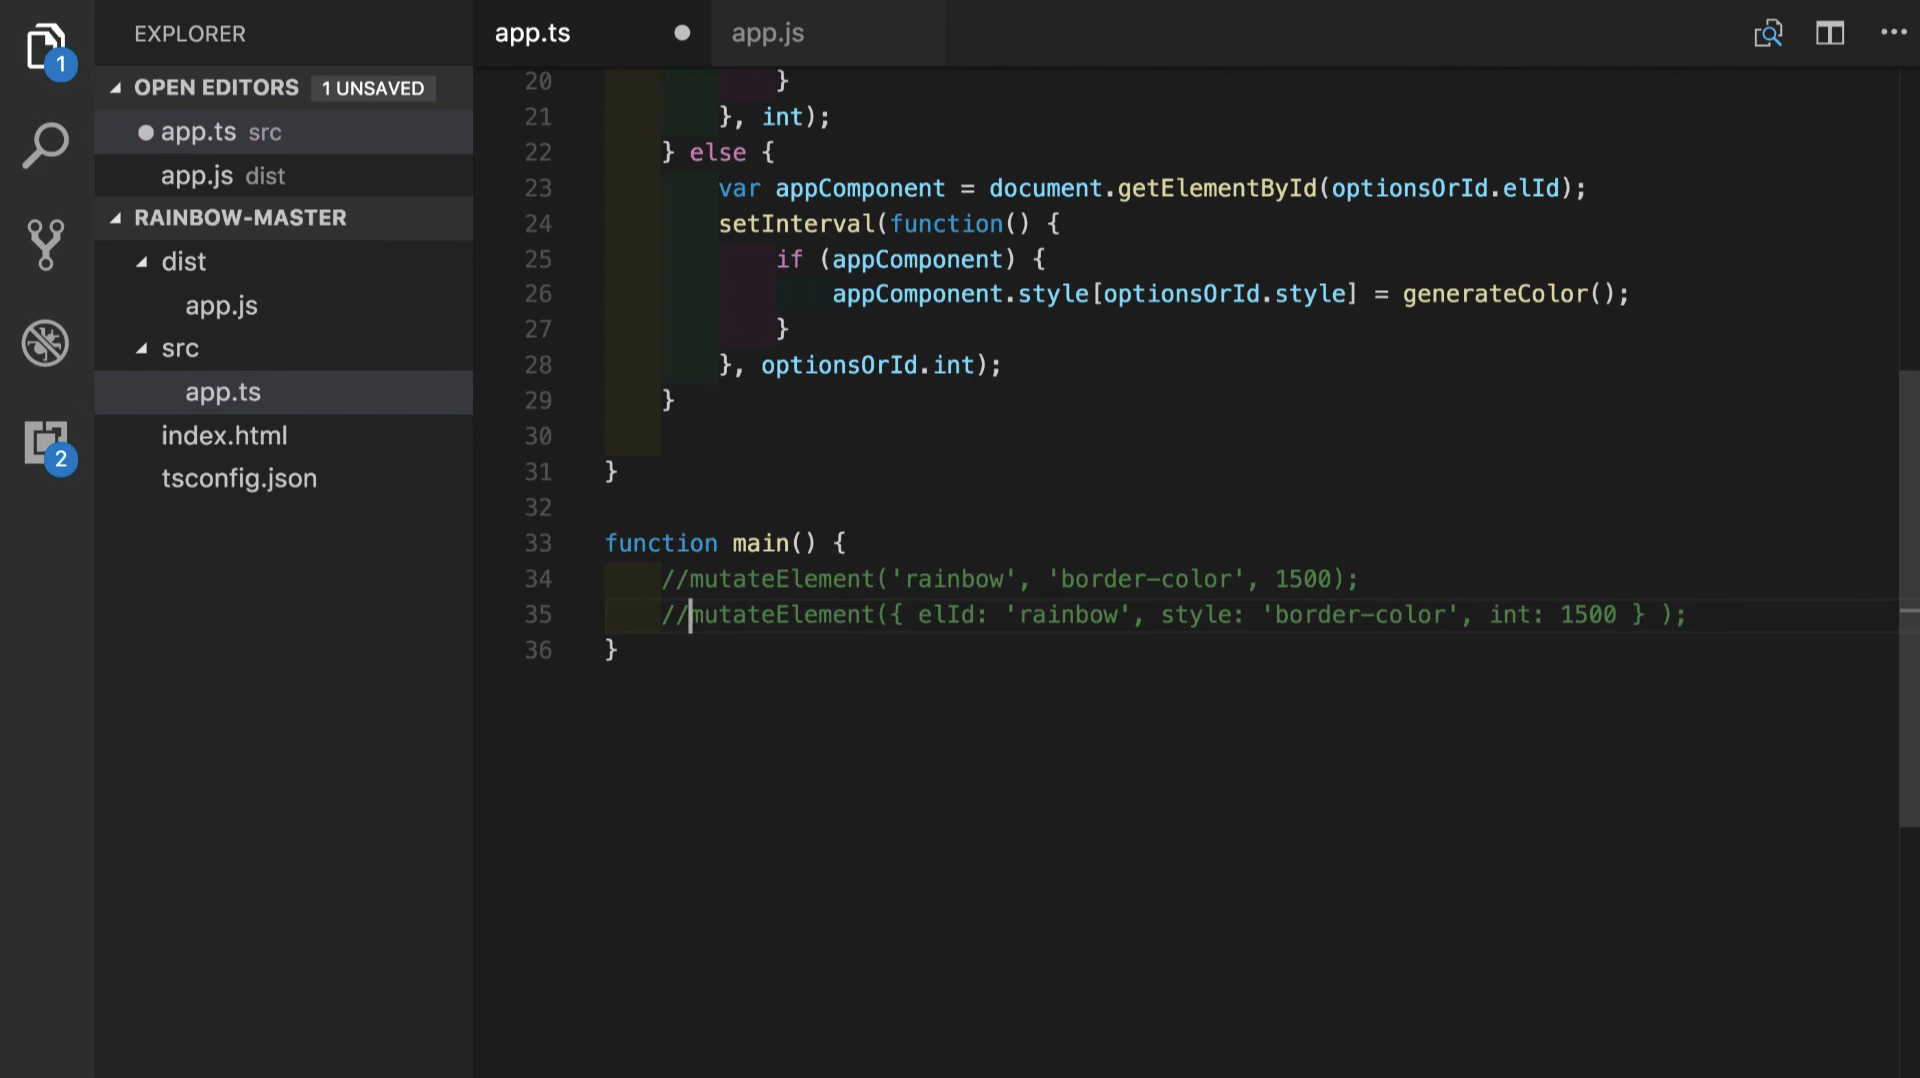 EXPLORER
1
OPEN EDITORS 1 UNSAVED
app.ts src
app.js dist
RAINBOW-MASTER
dist
app.js
src
app.ts
index.html
tsconfig.json
2
app.ts app.js
20 }
21 }, int);
22 } else {
23 var appComponent = document.getElementById(optionsOrId.elId);
24 setInterval(function() {
25 if (appComponent) {
26 appComponent.style[optionsOrId.style] = generateColor();
27 }
28 }, optionsOrId.int);
29 }
30
31 }
32
33 function main() {
34 //mutateElement('rainbow', 'border-color', 1500);
35 //mutateElement({ elId: 'rainbow', style: 'border-color', int: 1500 } );
36 }